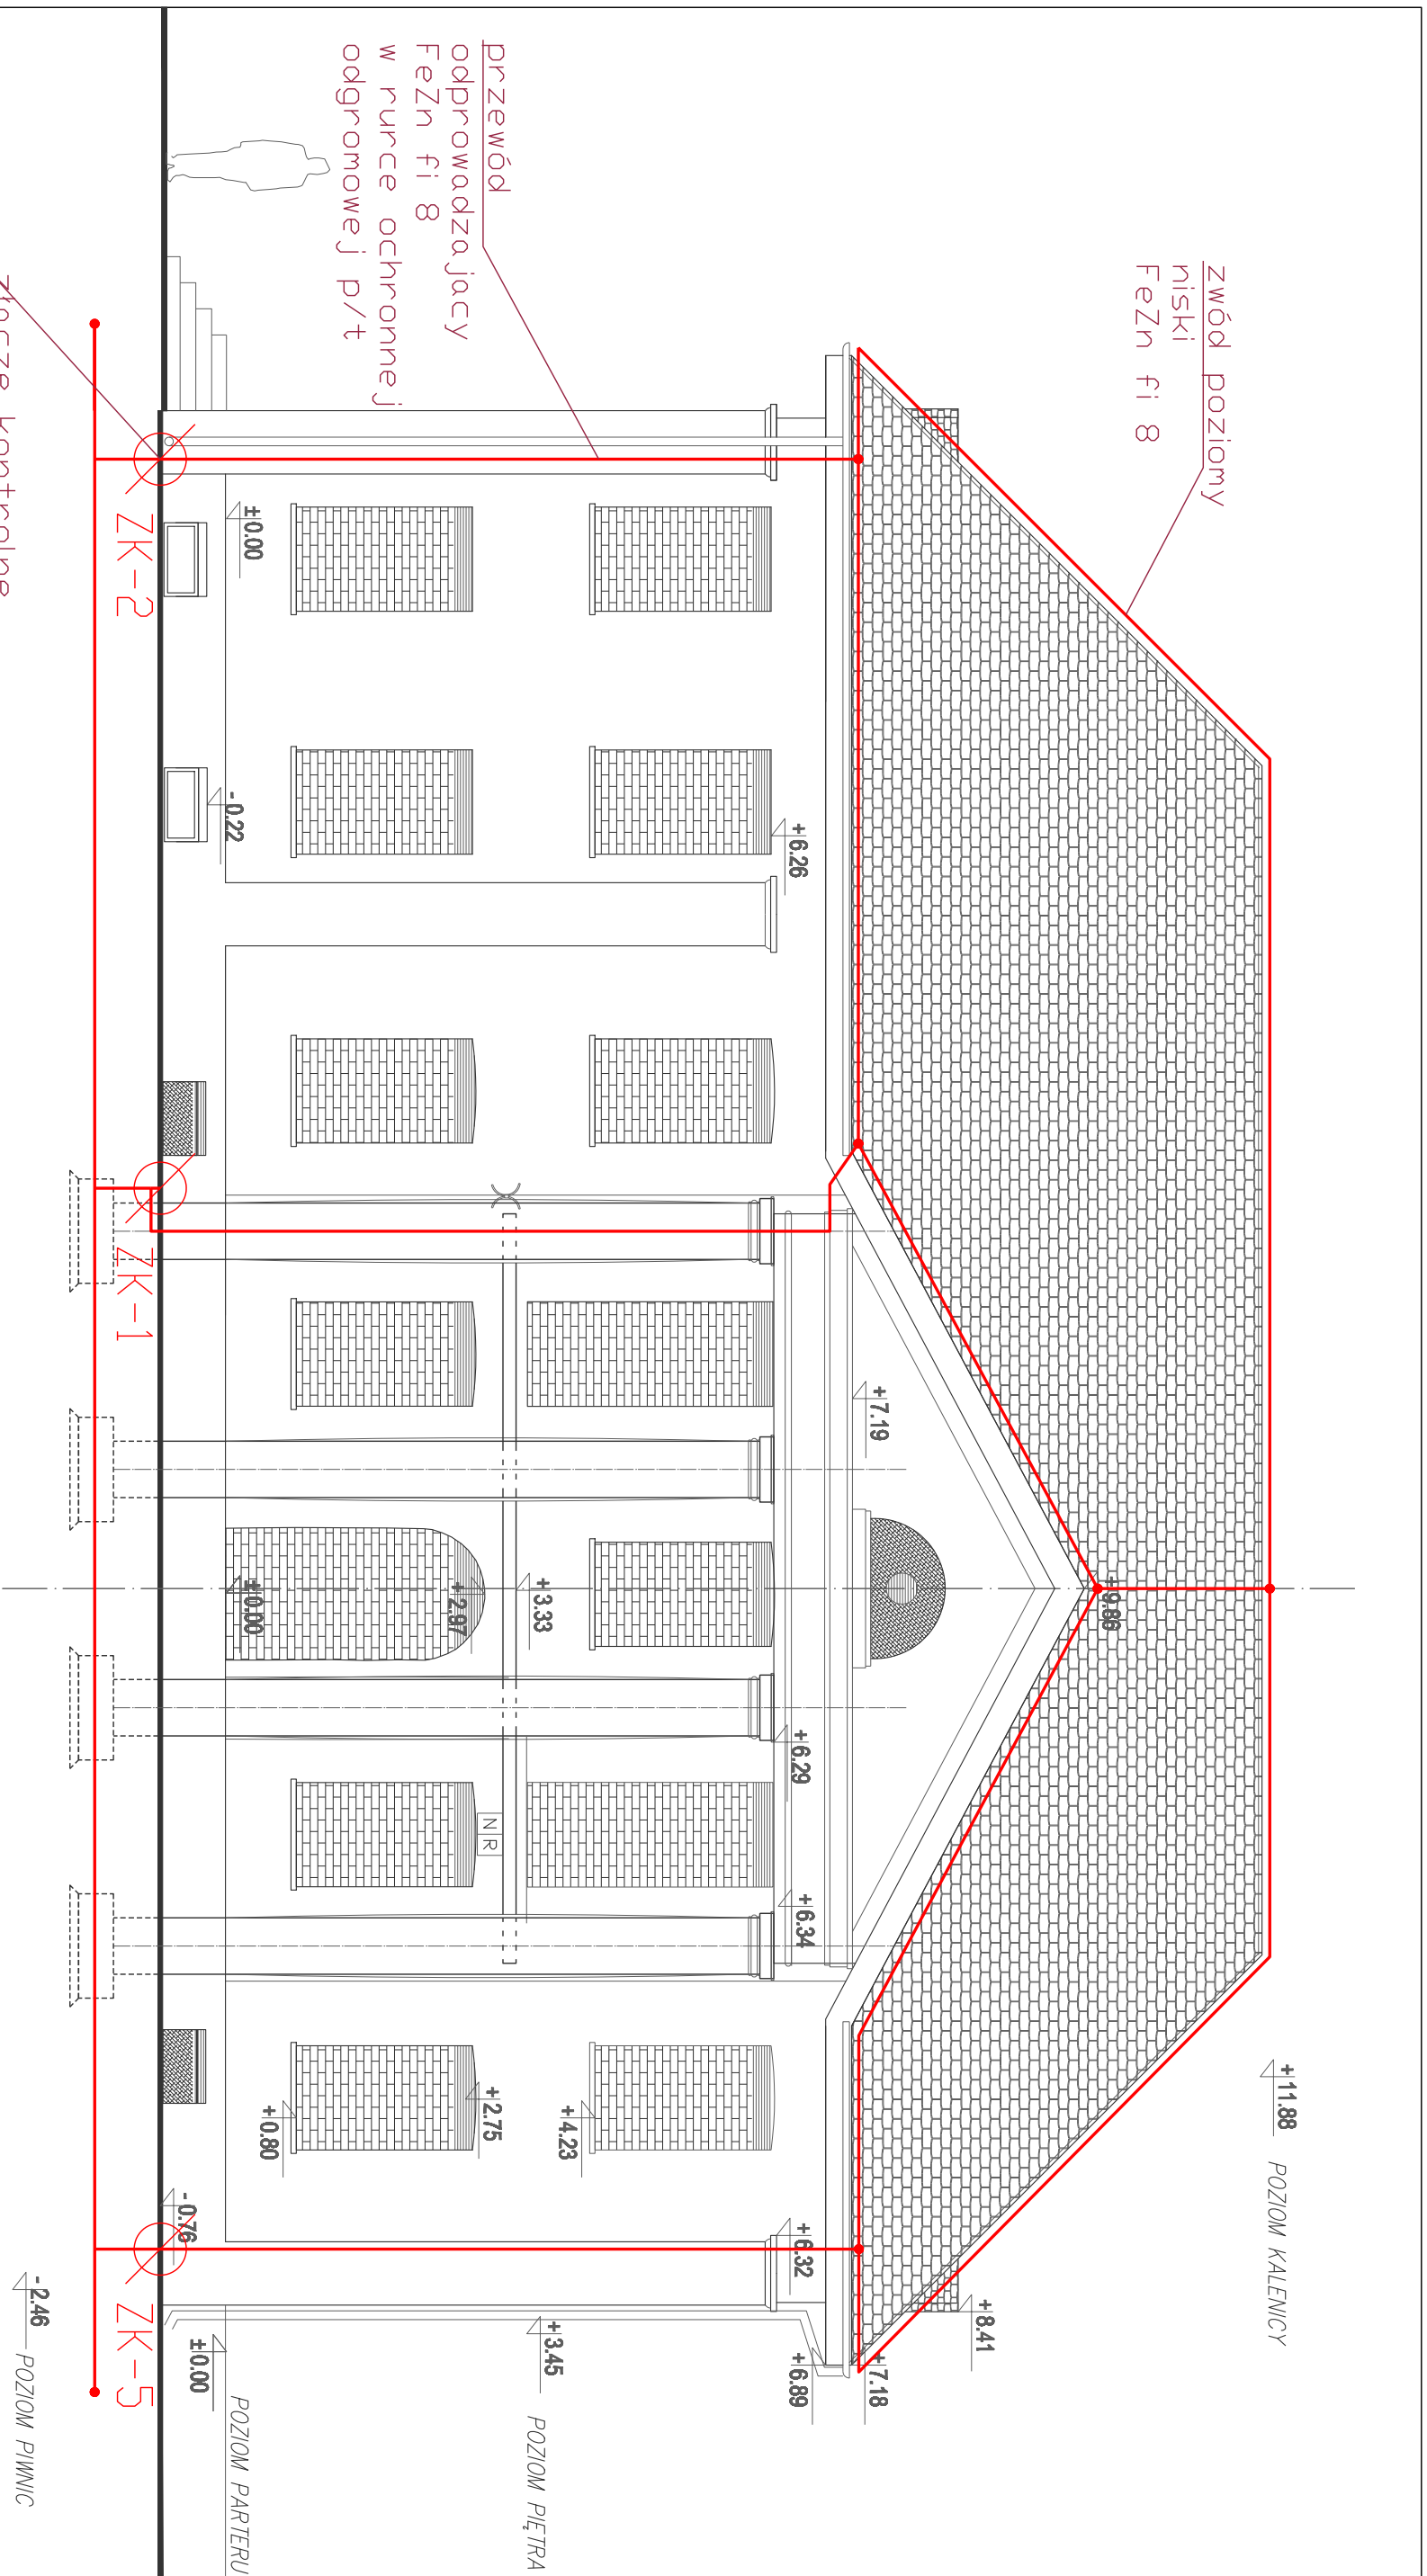 zwód poziomy
niski
FeZn fi 8
przewód
odprowadzajacy
FeZn fi 8
w rurce ochronnej
odgromowej p/t
+11.88
POZIOM KALENICY
+9.86
+8.41
+7.19
+7.18
+6.89
+6.26
+6.29
+6.34
+6.32
+4.23
+3.33
+3.45
POZIOM PIĘTRA
N R
+2.97
+2.75
+0.80
±0.00
±0.00
±0.00
POZIOM PARTERU
-0.22
-0.76
ZK-2
ZK-1
ZK-5
-2.46
POZIOM PIWNIC
złącze kontrolne